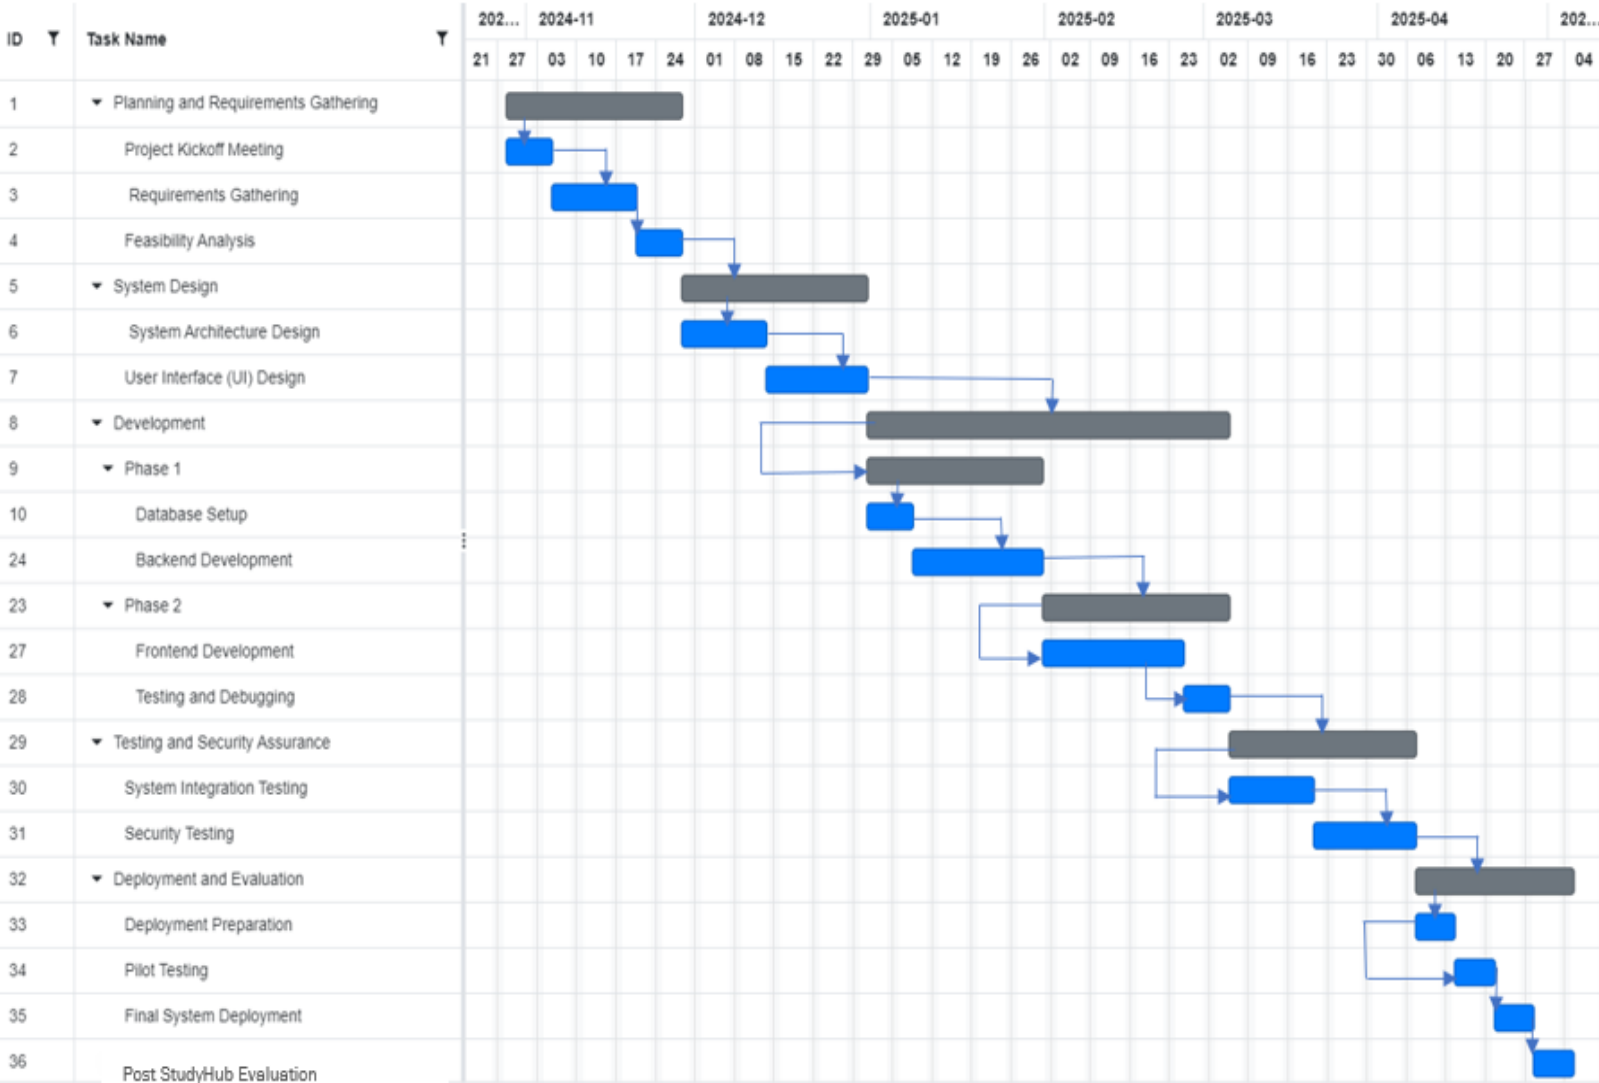 202... 2024-11 2024-12 2025-01 2025-02 2025-03 2025-04 202...
ID Task Name
21 27 03 10 17 24 01 08 15 22 29 05 12 19 26 02 09 16 23 02 09 16 23 30 06 13 20 27 04
1 Planning and Requirements Gathering
2 Project Kickoff Meeting
3 Requirements Gathering
4 Feasibility Analysis
5 System Design
6 System Architecture Design
7 User Interface (UI) Design
8 Development
9 Phase 1
10 Database Setup
24 Backend Development
23 Phase 2
27 Frontend Development
28 Testing and Debugging
29 Testing and Security Assurance
30 System Integration Testing
31 Security Testing
32 Deployment and Evaluation
33 Deployment Preparation
34 Pilot Testing
35 Final System Deployment
36 Post StudyHub Evaluation